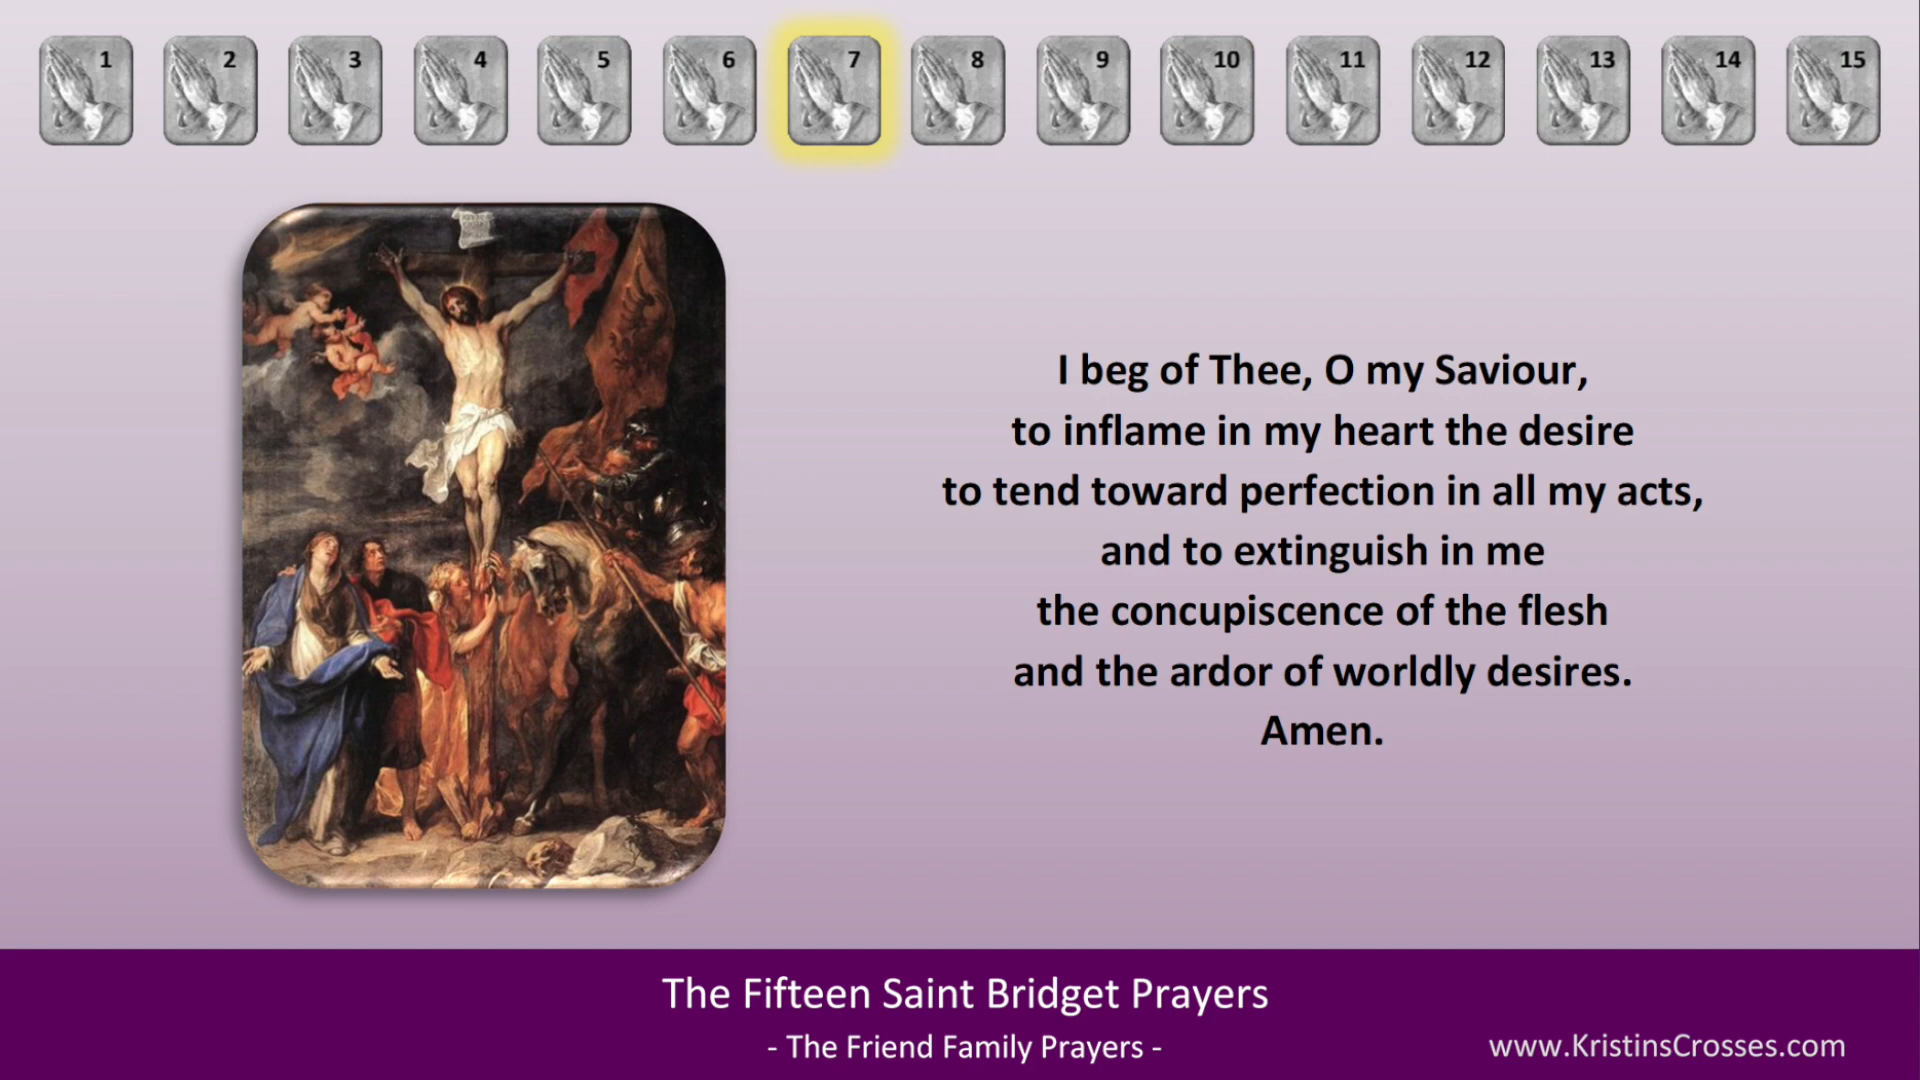 1 2 3 4 5 6 7 8 9 10 11 12 13 14 15
I beg of Thee, O my Saviour,
to inflame in my heart the desire
to tend toward perfection in all my acts,
and to extinguish in me
the concupiscence of the flesh
and the ardor of worldly desires.
Amen.
The Fifteen Saint Bridget Prayers
- The Friend Family Prayers -
www.KristinsCrosses.com